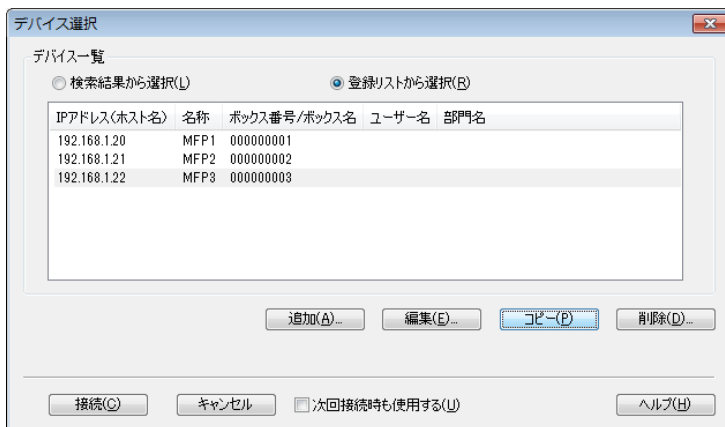 デバイス選択
デバイス一覧
検索結果から選択(L) 登録リストから選択(R)
IPアドレス(ホスト名) 名称 ボックス番号/ボックス名 ユーザー名 部門名
192.168.1.20 MFP1 000000001
192.168.1.21 MFP2 000000002
192.168.1.22 MFP3 000000003
追加(A)... 編集(E)... コピー(P) 削除(D)...
接続(C) キャンセル 次回接続時も使用する(U) ヘルプ(H)